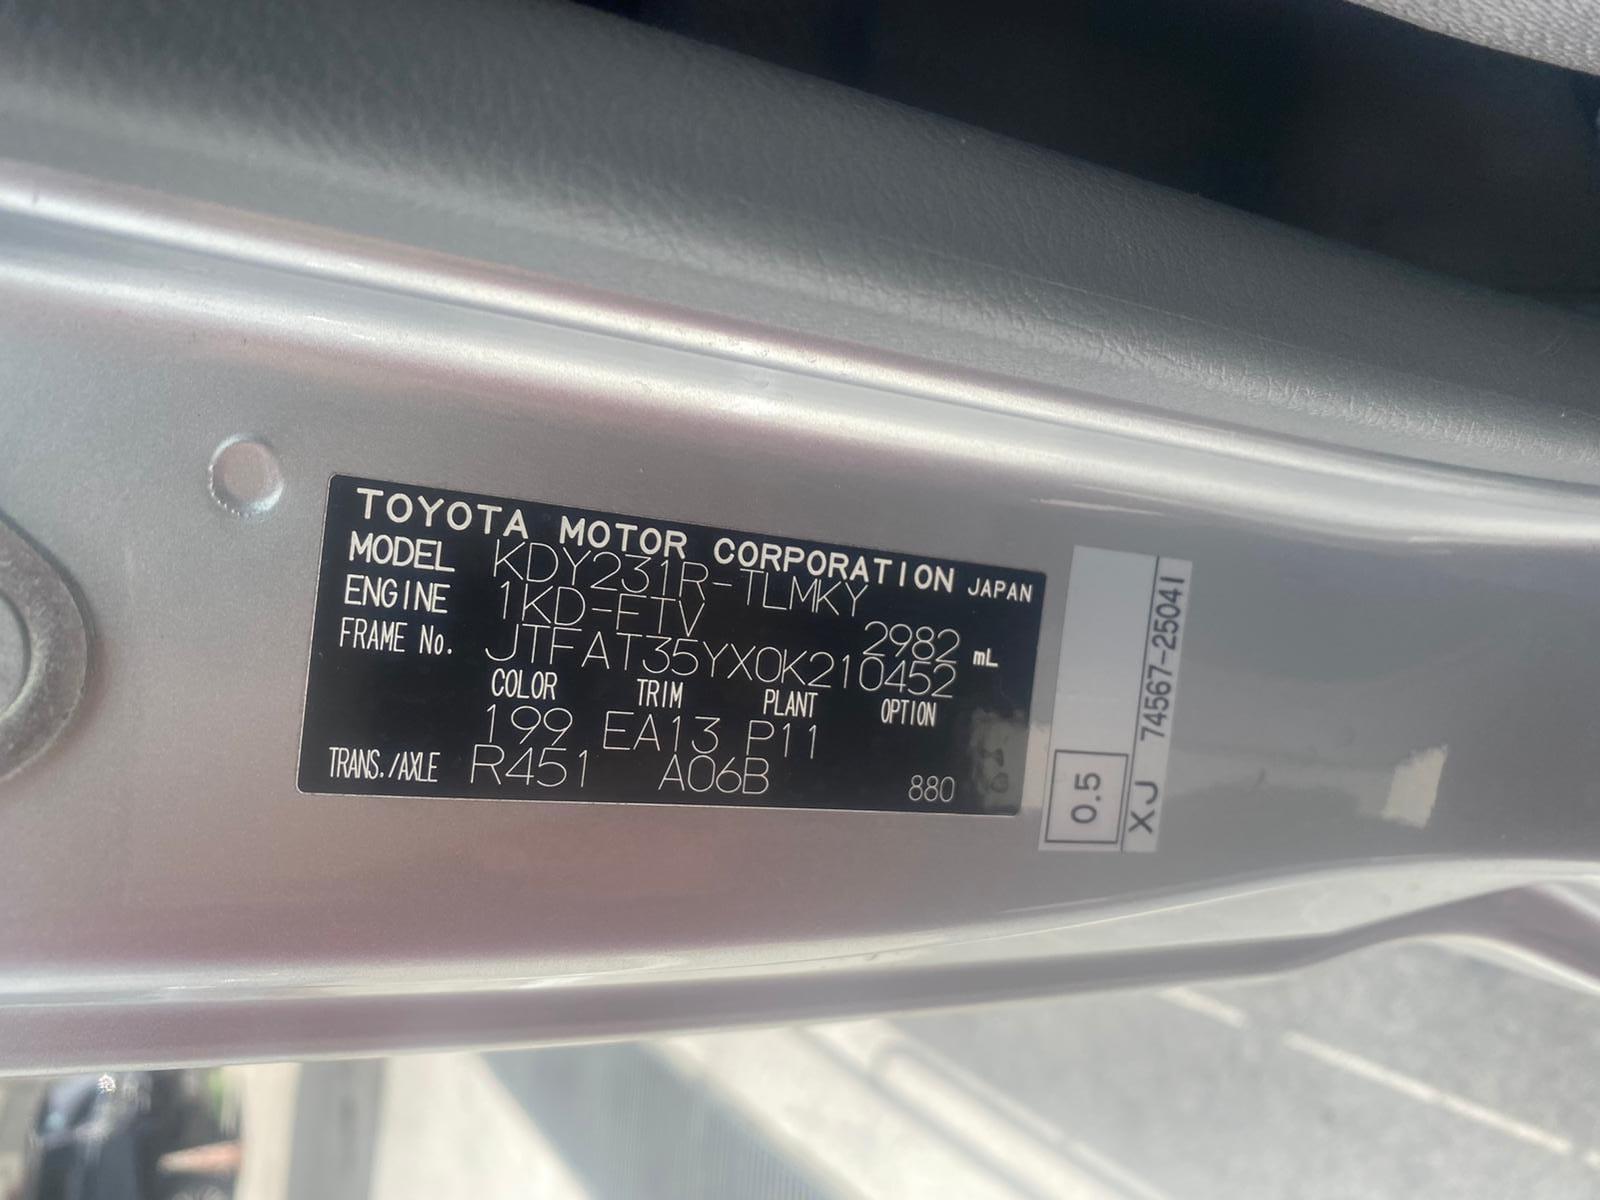 TOYOTA MOTOR CORPORATION JAPAN
MODEL KDY231R-TLMKY
ENGINE 1KD-FTV 2982 mL
FRAME No. JTFAT35YX0K210452
COLOR TRIM PLANT OPTION
199 EA13 P11
TRANS./AXLE R451 A06B 880
0.5
XJ 74567-25041